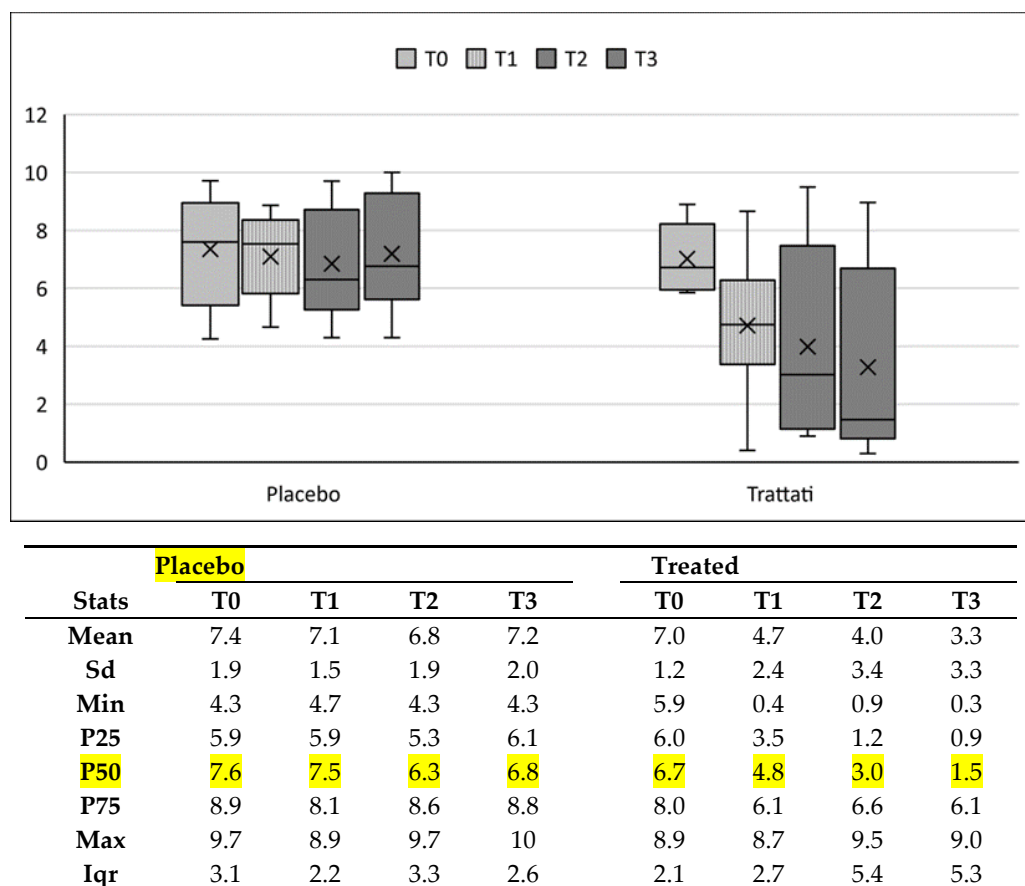 T0 T1 T2 T3
12
10
8
6
4
2
0
Placebo Trattati
Placebo Treated
Stats T0 T1 T2 T3 T0 T1 T2 T3
Mean 7.4 7.1 6.8 7.2 7.0 4.7 4.0 3.3
Sd 1.9 1.5 1.9 2.0 1.2 2.4 3.4 3.3
Min 4.3 4.7 4.3 4.3 5.9 0.4 0.9 0.3
P25 5.9 5.9 5.3 6.1 6.0 3.5 1.2 0.9
P50 7.6 7.5 6.3 6.8 6.7 4.8 3.0 1.5
P75 8.9 8.1 8.6 8.8 8.0 6.1 6.6 6.1
Max 9.7 8.9 9.7 10 8.9 8.7 9.5 9.0
Iqr 3.1 2.2 3.3 2.6 2.1 2.7 5.4 5.3